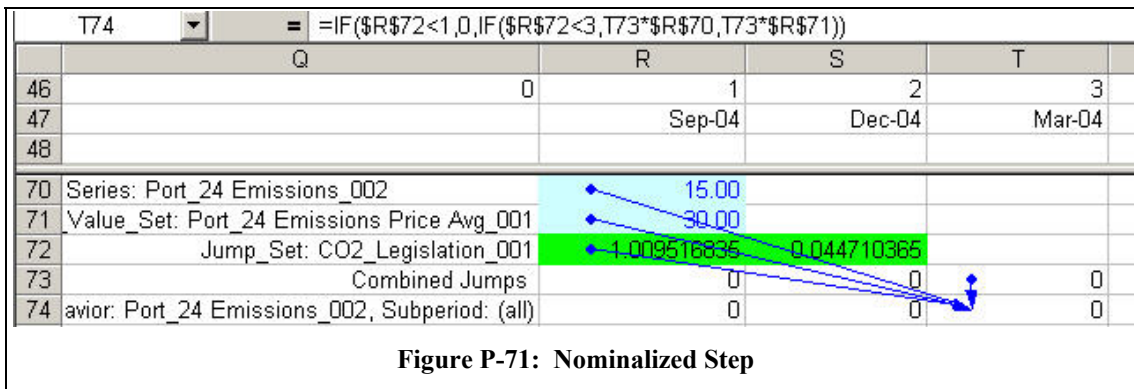 T74 = =IF($R$72<1,0,IF($R$72<3,T73*$R$70,T73*$R$71))
Q R S T
46 0 1 2 3
47 Sep-04 Dec-04 Mar-04
48
70 Series: Port_24 Emissions_002 15.00
71 Value_Set: Port_24 Emissions Price Avg_001 30.00
72 Jump_Set: CO2_Legislation_001 1.009516835 0.044710365
73 Combined Jumps 0 0 0
74 avior: Port_24 Emissions_002, Subperiod: (all) 0 0 0
Figure P-71: Nominalized Step